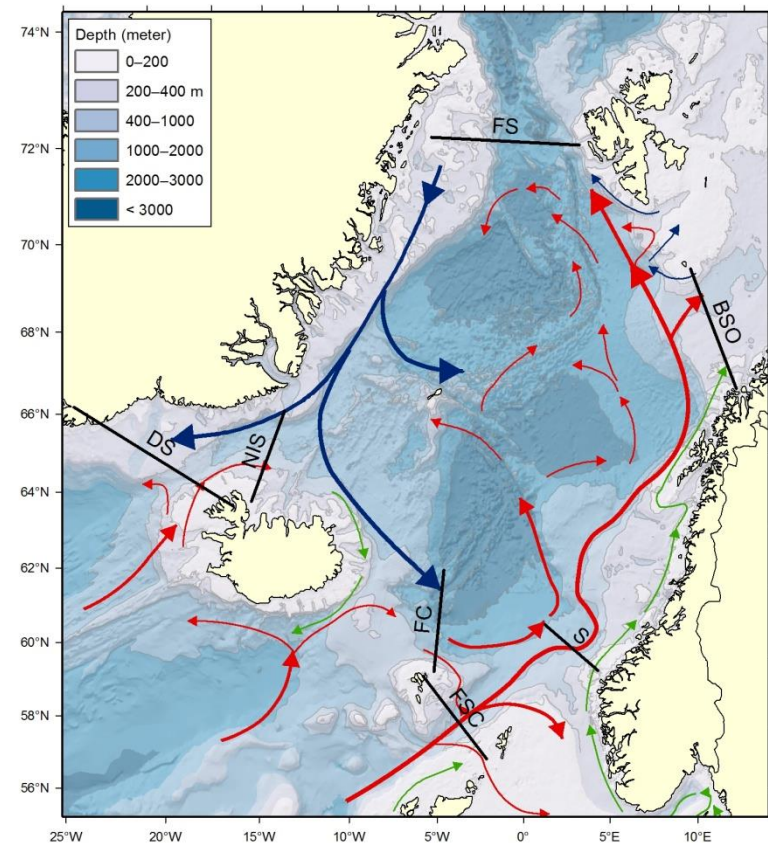 Depth (meter)
0–200
200–400 m
400–1000
1000–2000
2000–3000
< 3000
74°N
72°N
70°N
68°N
66°N
64°N
62°N
60°N
58°N
56°N
FS
BSO
DS
NIS
FC
S
FSC
25°W
20°W
15°W
10°W
5°W
0°
5°E
10°E